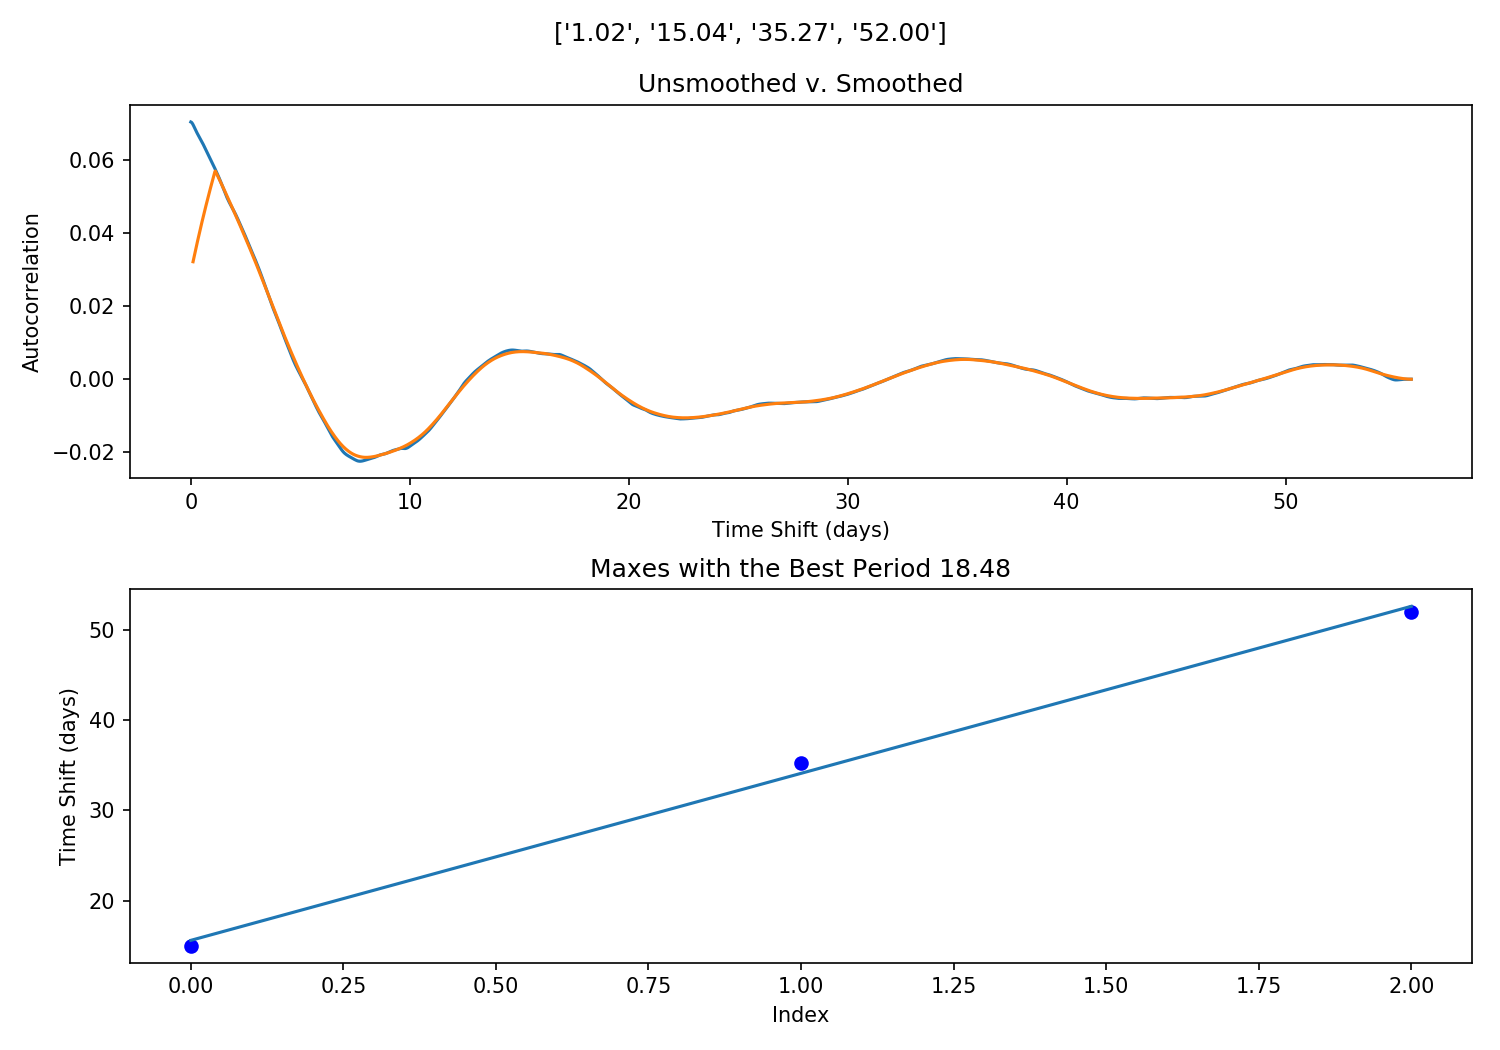 ['1.02', '15.04', '35.27', '52.00']
Unsmoothed v. Smoothed
Autocorrelation
0.06
0.04
0.02
0.00
−0.02
0 10 20 30 40 50
Time Shift (days)
Maxes with the Best Period 18.48
Time Shift (days)
50
40
30
20
0.00 0.25 0.50 0.75 1.00 1.25 1.50 1.75 2.00
Index